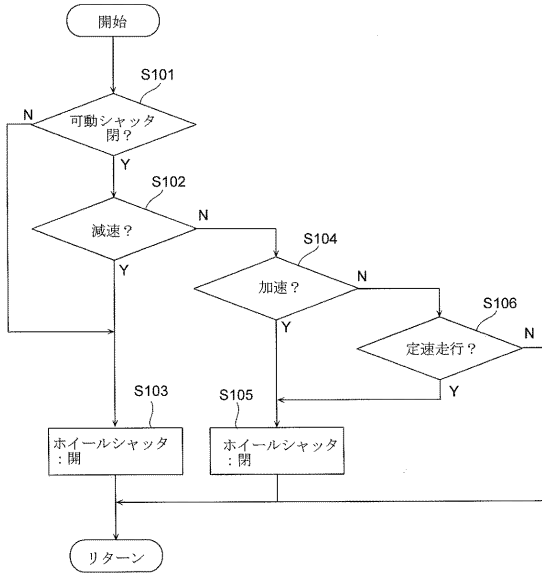 開始
S101
N
可動シャッタ
閉？
Y
S102
減速？
N
Y
S104
加速？
N
Y
S106
定速走行？
N
Y
S103
ホイールシャッタ
：開
S105
ホイールシャッタ
：閉
リターン